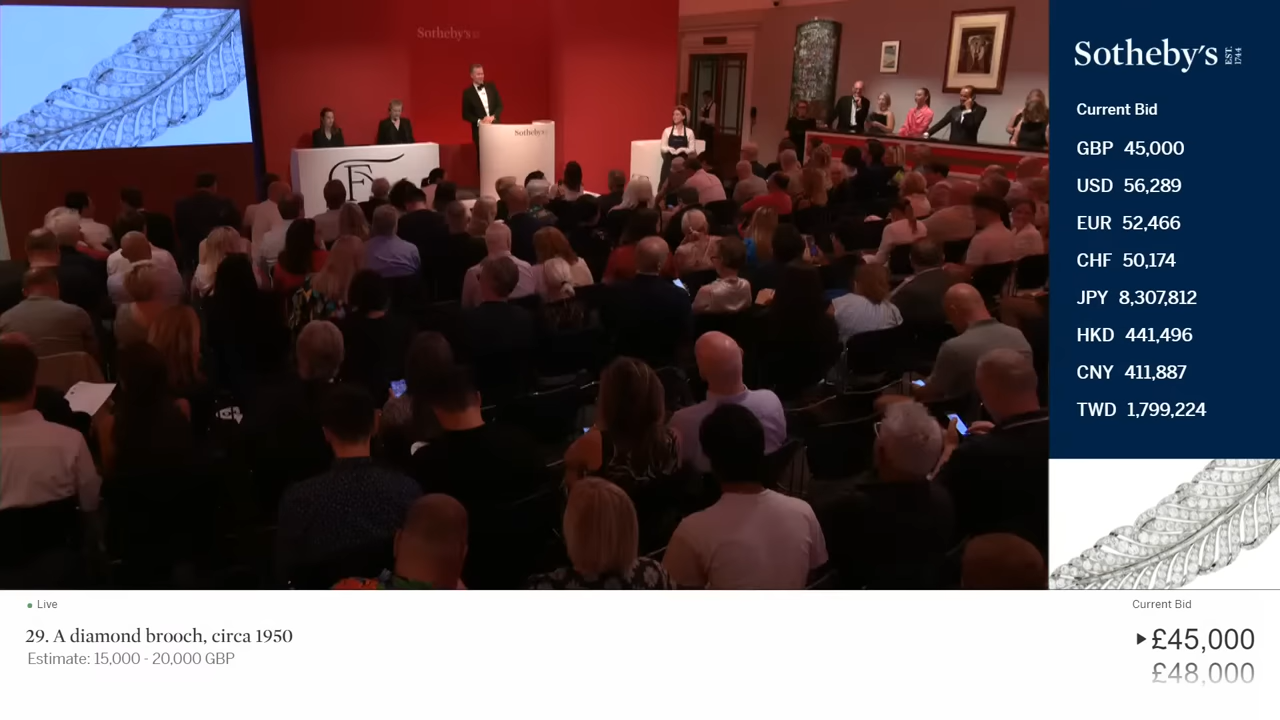 Sotheby's
Sotheby's
F
Sotheby's EST. 1744
Current Bid
GBP 45,000
USD 56,289
EUR 52,466
CHF 50,174
JPY 8,307,812
HKD 441,496
CNY 411,887
TWD 1,799,224
Live
29. A diamond brooch, circa 1950
Estimate: 15,000 - 20,000 GBP
Current Bid
£45,000
£48,000